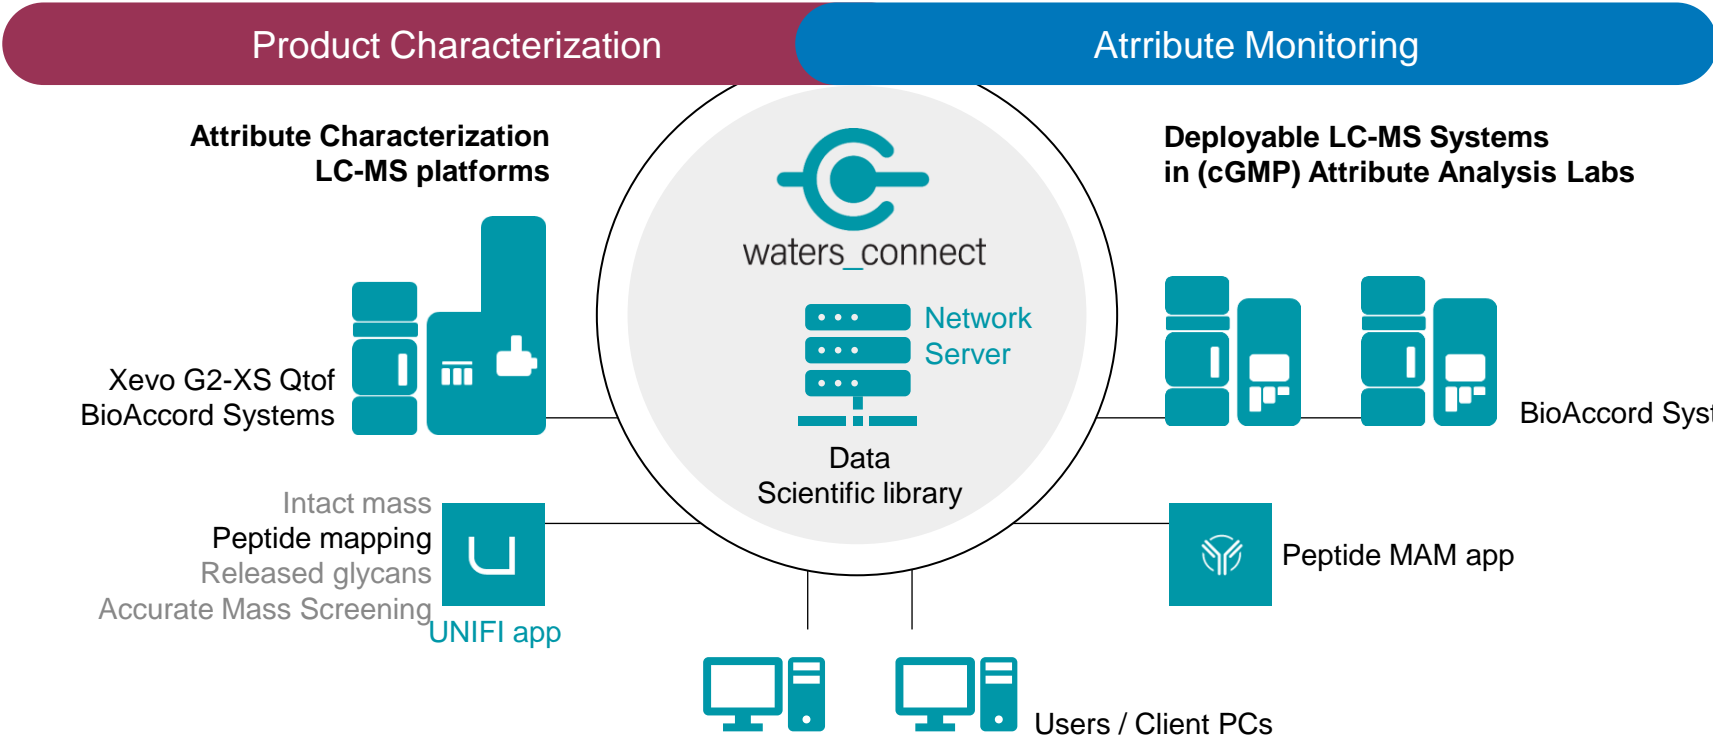 Product Characterization
Atrribute Monitoring
Attribute Characterization
LC-MS platforms
Deployable LC-MS Systems
in (cGMP) Attribute Analysis Labs
waters_connect
Network
Server
Xevo G2-XS Qtof
BioAccord Systems
BioAccord Syst
Data
Scientific library
Intact mass
Peptide mapping
Released glycans
Accurate Mass Screening
UNIFI app
Peptide MAM app
Users / Client PCs